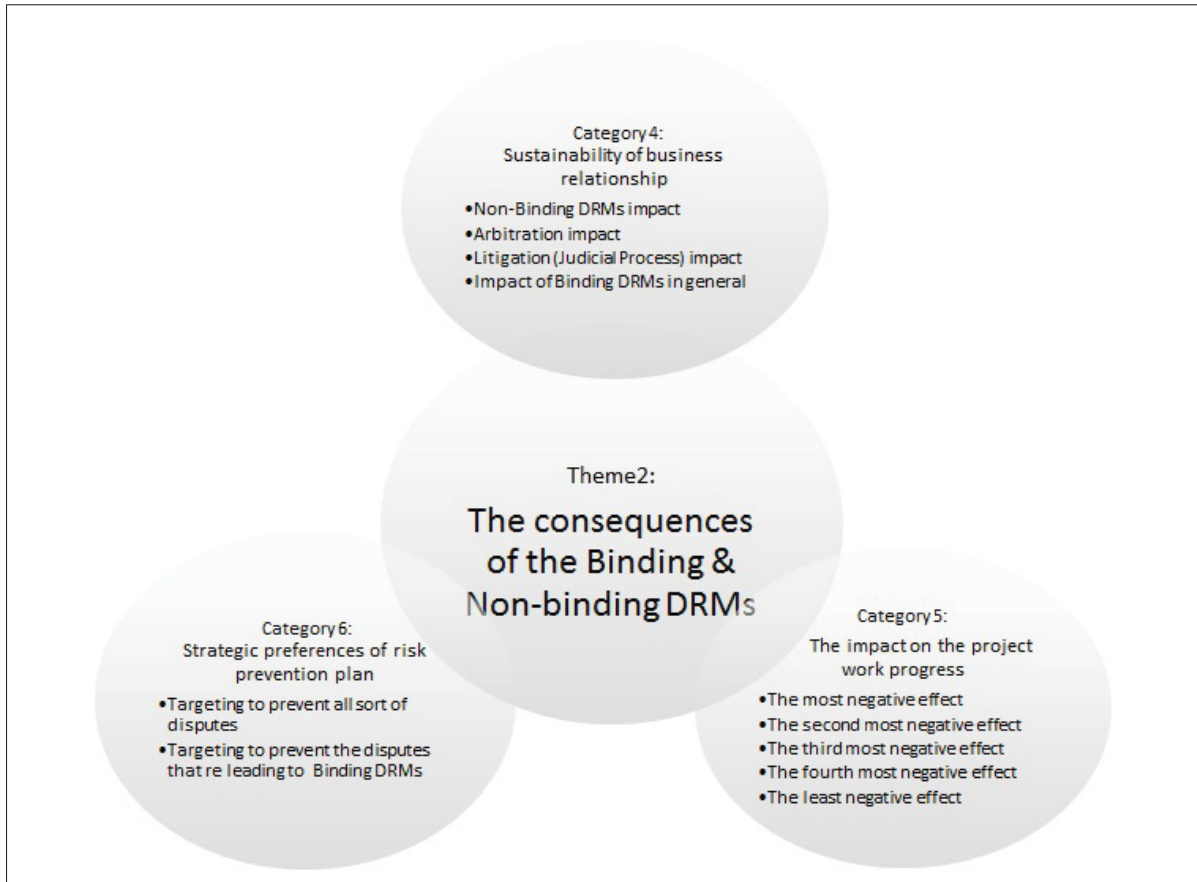 Category 4:
Sustainability of business
relationship
•Non-Binding DRMs impact
•Arbitration impact
•Litigation (Judicial Process) impact
•Impact of Binding DRMs in general
Theme2:
The consequences
of the Binding &
Non-binding DRMs
Category 6:
Strategic preferences of risk
prevention plan
•Targeting to prevent all sort of
disputes
•Targeting to prevent the disputes
that re leading to Binding DRMs
Category 5:
The impact on the project
work progress
•The most negative effect
•The second most negative effect
•The third most negative effect
•The fourth most negative effect
•The least negative effect